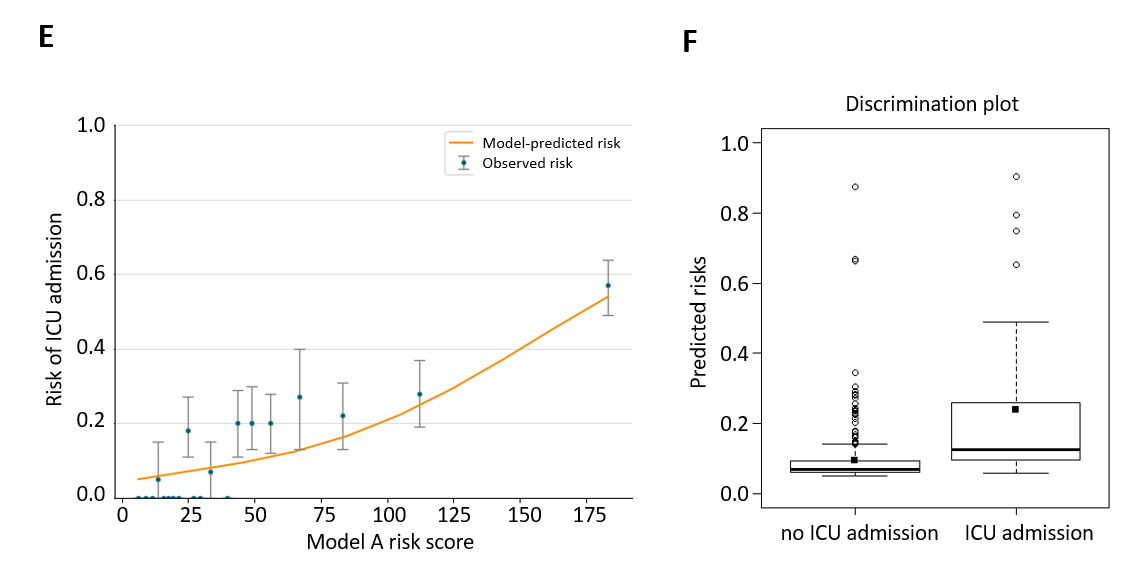 E
1.0
0.8
0.6
0.4
0.2
0.0
Risk of ICU admission
Model-predicted risk
Observed risk
0 25 50 75 100 125 150 175
Model A risk score
F
Discrimination plot
1.0
0.8
0.6
0.4
0.2
0.0
Predicted risks
no ICU admission ICU admission